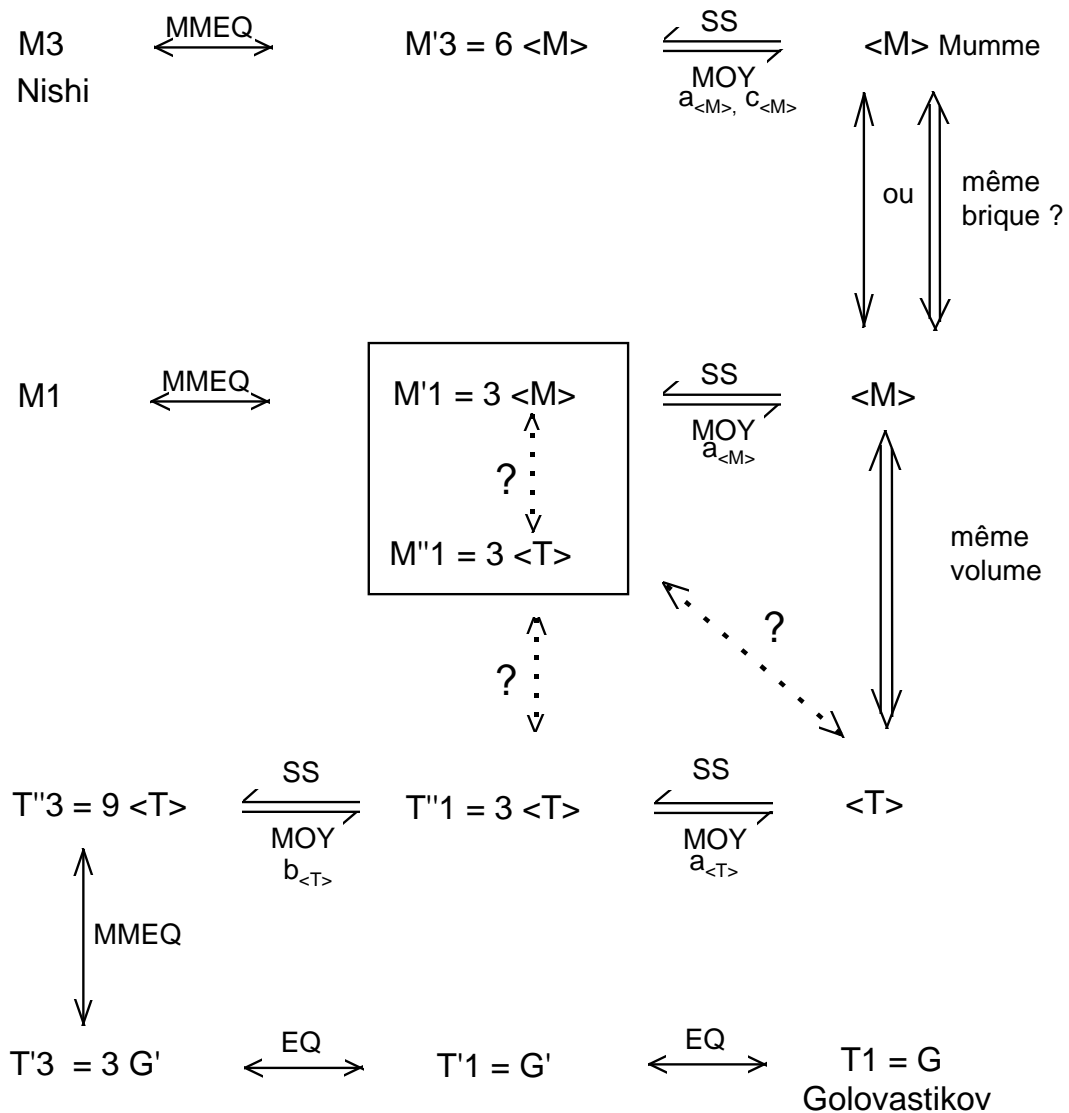 M3 MMEQ M'3 = 6 <M> SS <M> Mumme
Nishi MOY
a<M>, c<M>
ou même
brique ?
M1 MMEQ M'1 = 3 <M> SS <M>
MOY
a<M>
?
M''1 = 3 <T>
même
volume
?
?
T''3 = 9 <T> SS T''1 = 3 <T> SS <T>
MOY MOY
b<T> a<T>
MMEQ
T'3 = 3 G' EQ T'1 = G' EQ T1 = G
Golovastikov